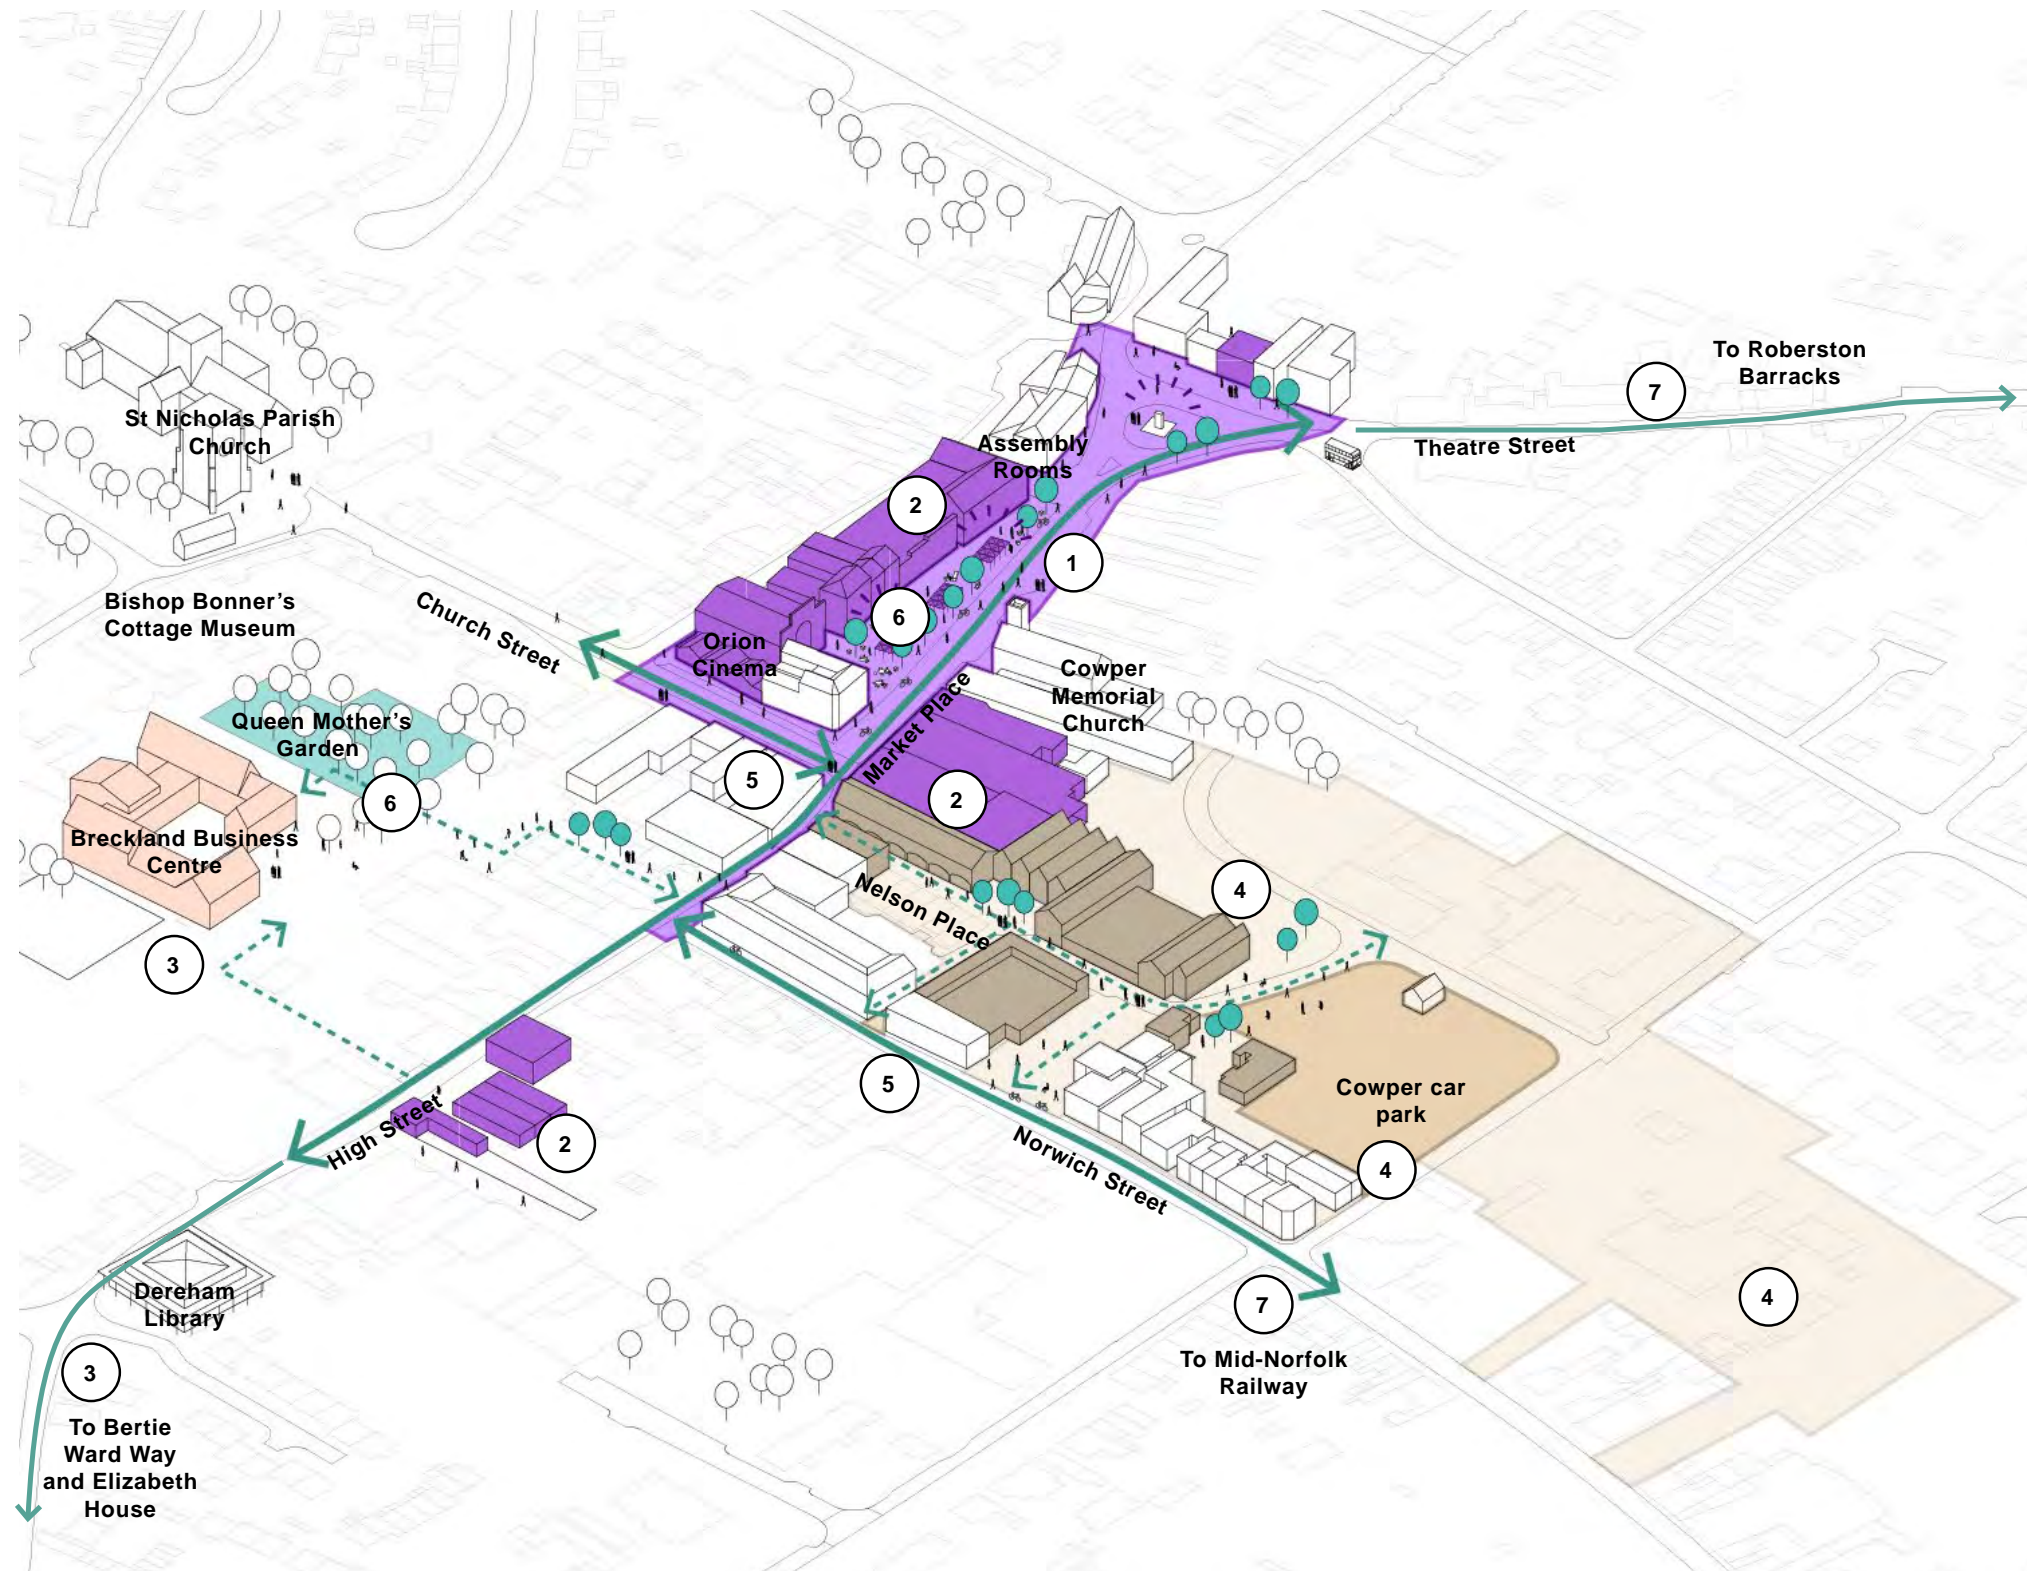 To Roberston
Barracks
7
Theatre Street
St Nicholas Parish
Church
Assembly
Rooms
2
1
Bishop Bonner's
Cottage Museum
Church Street
6
Orion
Cinema
Cowper
Memorial
Church
Market Place
Queen Mother's
Garden
5
2
6
Breckland Business
Centre
4
Nelson Place
3
5
Cowper car
park
High Street
2
Norwich Street
4
Dereham
Library
7
4
To Mid-Norfolk
Railway
3
To Bertie
Ward Way
and Elizabeth
House